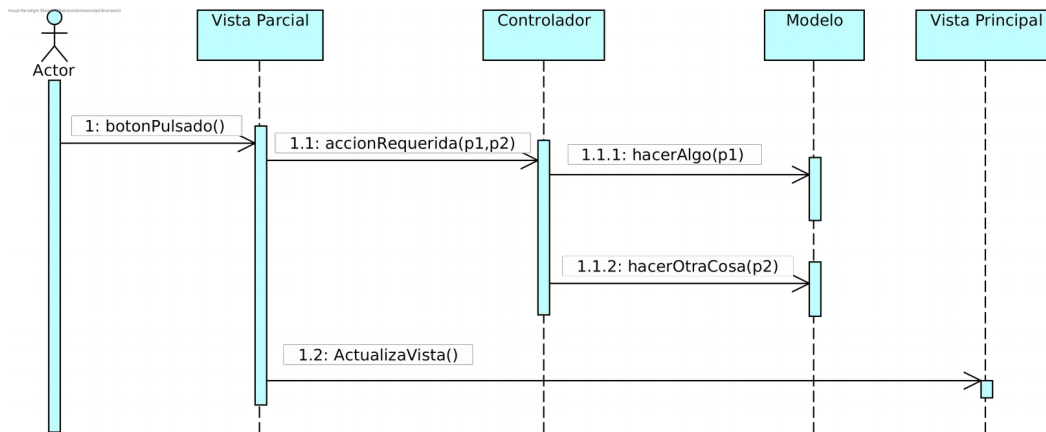 Vista Parcial
Controlador
Modelo
Vista Principal
Actor
1: botonPulsado()
1.1: accionRequerida(p1,p2)
1.1.1: hacerAlgo(p1)
1.1.2: hacerOtraCosa(p2)
1.2: ActualizaVista()